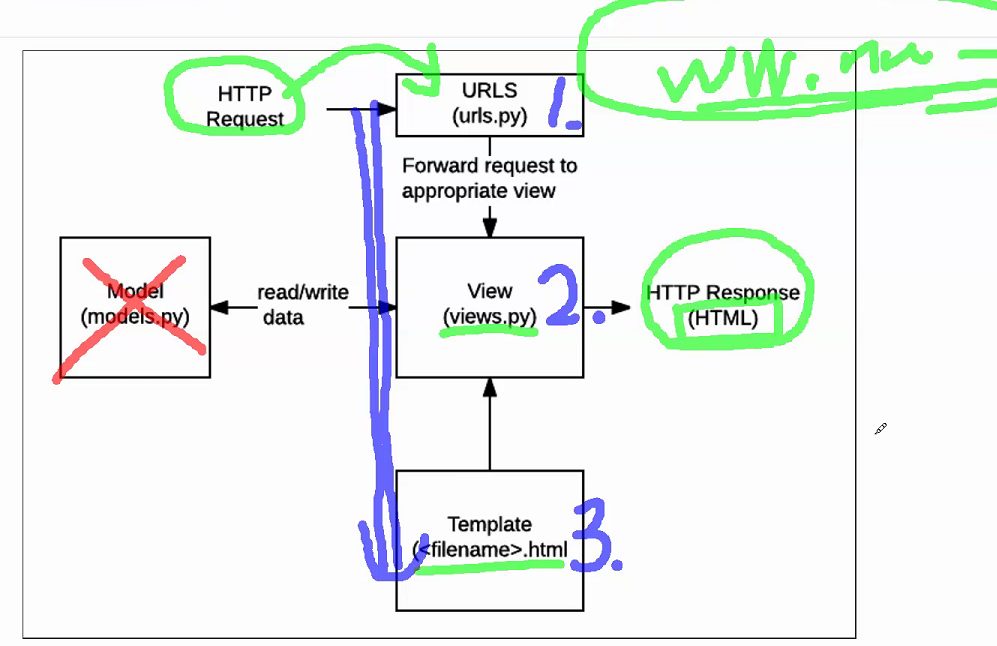 ww.
HTTP
Request
URLS
(urls.py)
1.
Forward request to
appropriate view
Model
(models.py)
read/write
data
View
(views.py)
2.
HTTP Response
(HTML)
Template
(<filename>.html
3.